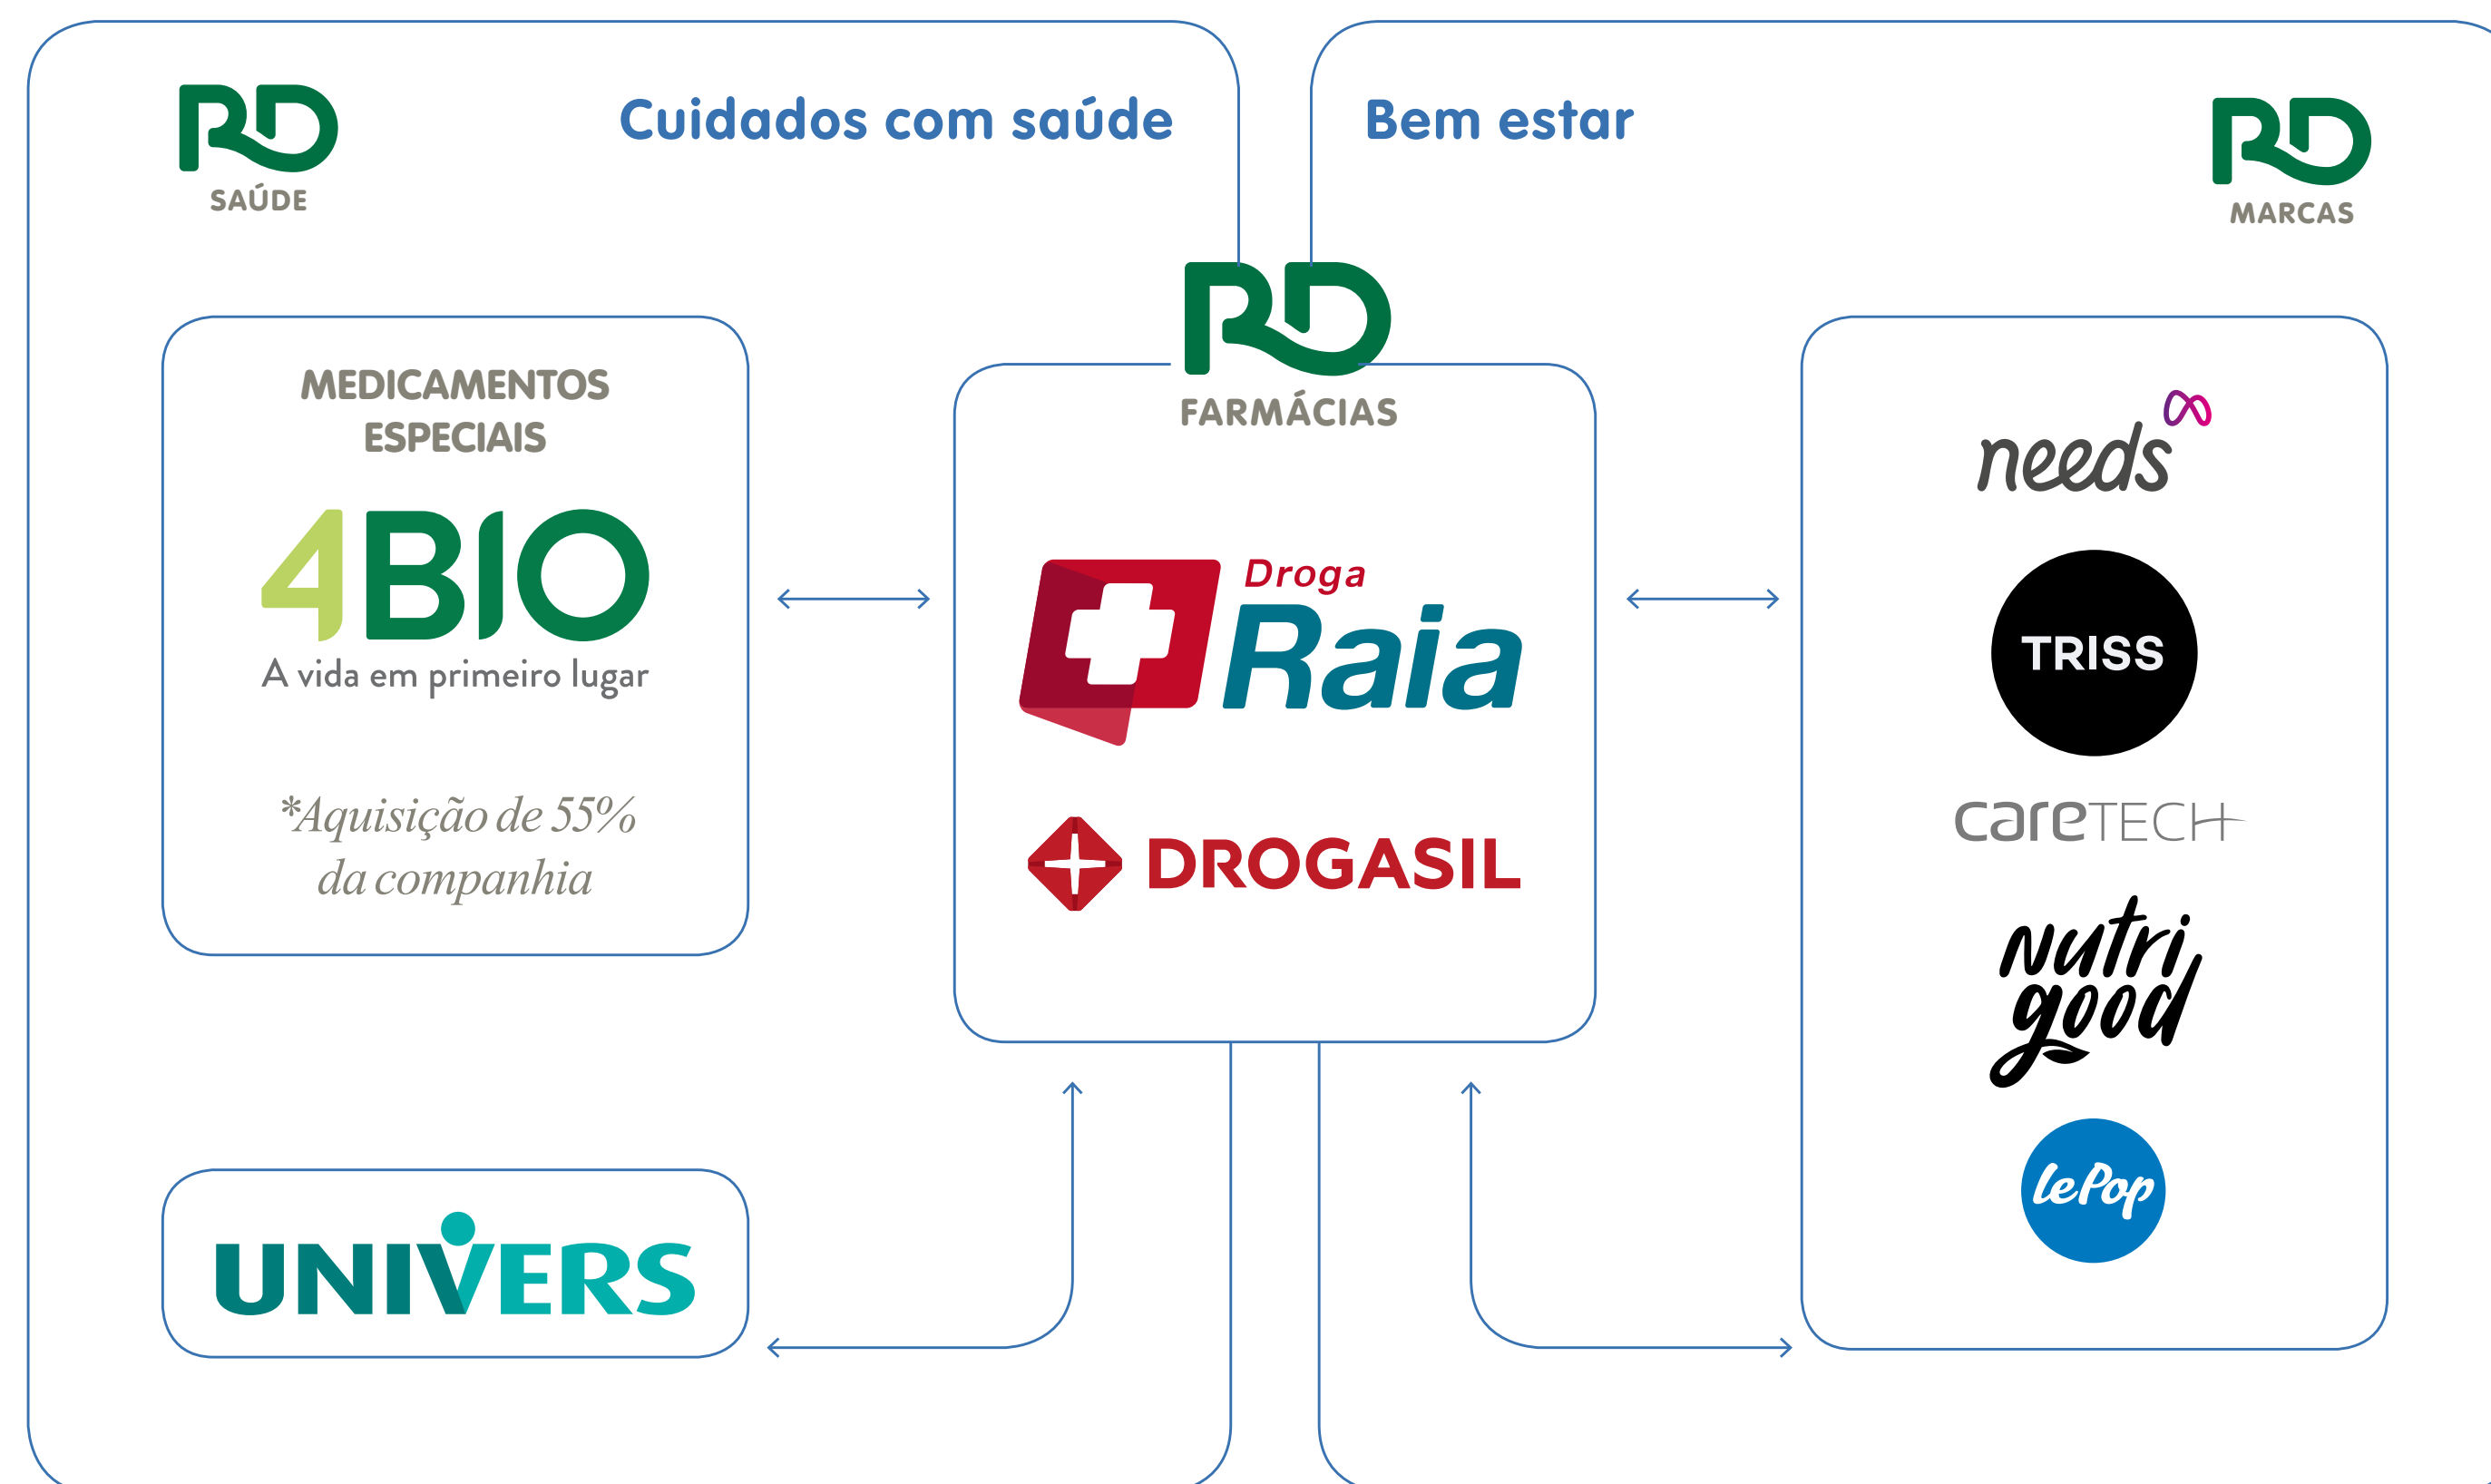 RD
SAÚDE
Cuidados com saúde
Bem estar
RD
MARCAS
RD
FARMÁCIAS
MEDICAMENTOS
ESPECIAIS
4BIO
A vida em primeiro lugar
*Aquisição de 55%
da companhia
UNIVERS
Droga
Raia
DROGASIL
needs
TRISS
careTECH
nutri
good
LePop